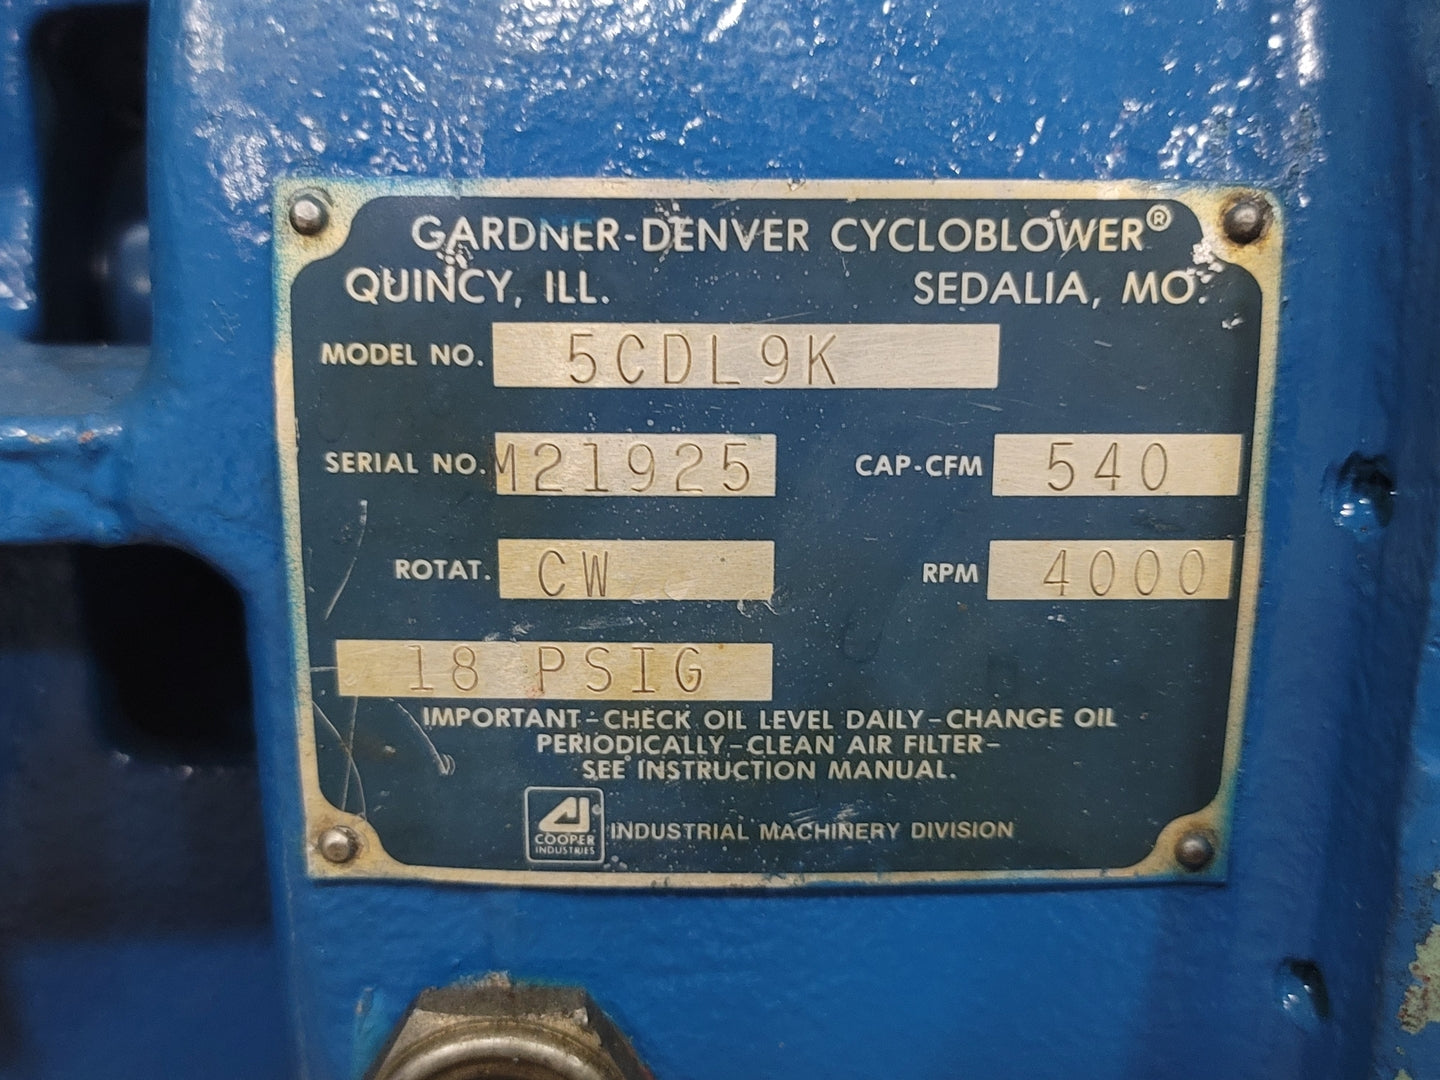 GARDNER-DENVER CYCLOBLOWER®
QUINCY, ILL. SEDALIA, MO.
MODEL NO. 5CDL9K
SERIAL NO. M21925 CAP-CFM 540
ROTAT. CW RPM 4000
18 PSIG
IMPORTANT–CHECK OIL LEVEL DAILY–CHANGE OIL
PERIODICALLY–CLEAN AIR FILTER–
SEE INSTRUCTION MANUAL.
COOPER
INDUSTRIES
INDUSTRIAL MACHINERY DIVISION